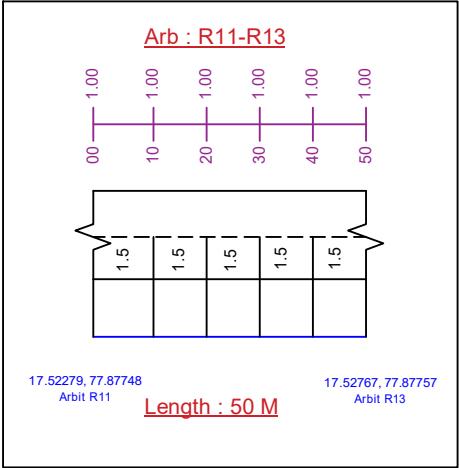 Arb : R11-R13
1.00 1.00 1.00 1.00 1.00 1.00
00 10 20 30 40 50
1.5 1.5 1.5 1.5 1.5
17.52279, 77.87748
Arbit R11
17.52767, 77.87757
Arbit R13
Length : 50 M